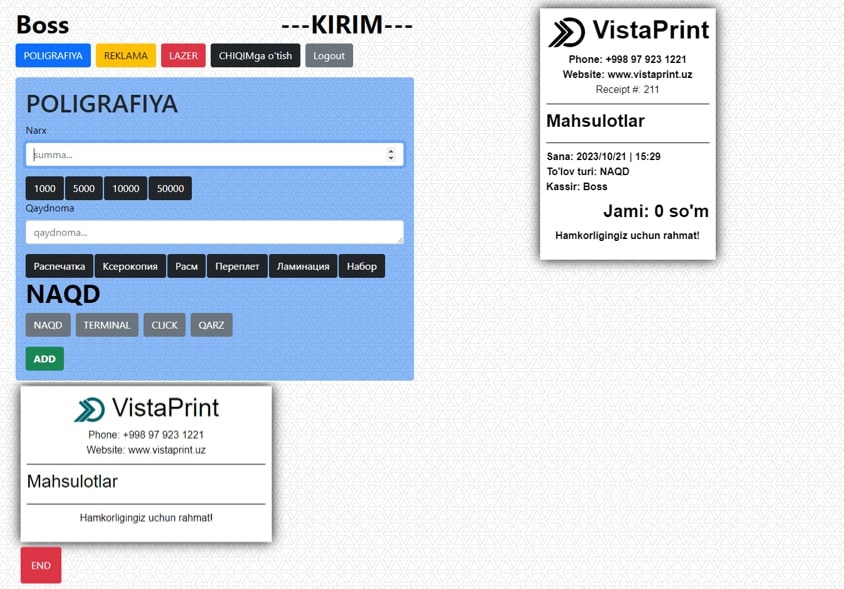 Boss ---KIRIM---
POLIGRAFIYA REKLAMA LAZER CHIQIMga o'tish Logout
POLIGRAFIYA
Narx
summa...
1000 5000 10000 50000
Qaydnoma
qaydnoma...
Распечатка Ксерокопия Расм Переплет Ламинация Набор
NAQD
NAQD TERMINAL CLICK QARZ
ADD
VistaPrint
Phone: +998 97 923 1221
Website: www.vistaprint.uz
Mahsulotlar
Hamkorligingiz uchun rahmat!
END
VistaPrint
Phone: +998 97 923 1221
Website: www.vistaprint.uz
Receipt #: 211
Mahsulotlar
Sana: 2023/10/21 | 15:29
To'lov turi: NAQD
Kassir: Boss
Jami: 0 so'm
Hamkorligingiz uchun rahmat!